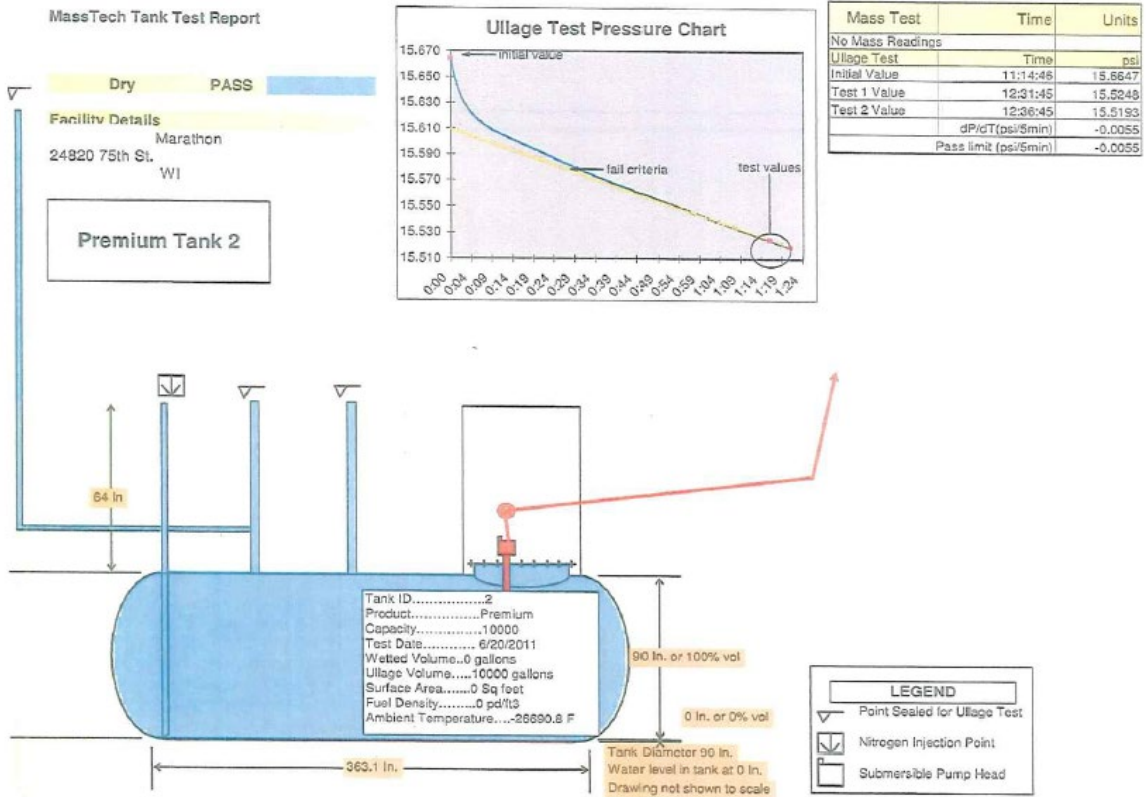 MassTech Tank Test Report
Dry PASS
Facility Details
Marathon
24820 75th St.
WI
Premium Tank 2
Ullage Test Pressure Chart
15.670
15.650
15.630
15.610
15.590
15.570
15.550
15.530
15.510
initial value
fail criteria
test values
0:00 0:04 0:09 0:14 0:19 0:24 0:29 0:34 0:39 0:44 0:49 0:54 0:59 1:04 1:09 1:14 1:19 1:24
Mass Test Time Units
No Mass Readings
Ullage Test Time psi
Initial Value 11:14:46 15.6647
Test 1 Value 12:31:45 15.5248
Test 2 Value 12:36:45 15.5193
dP/dT(psi/5min) -0.0055
Pass limit (psi/5min) -0.0055
64 In
Tank ID.................2
Product..............Premium
Capacity..............10000
Test Date........... 6/20/2011
Wetted Volume..0 gallons
Ullage Volume.....10000 gallons
Surface Area.......0 Sq feet
Fuel Density.........0 pd/ft3
Ambient Temperature....-26690.8 F
90 In. or 100% vol
0 In. or 0% vol
363.1 In.
Tank Diameter 90 In.
Water level in tank at 0 In.
Drawing not shown to scale
LEGEND
Point Sealed for Ullage Test
Nitrogen Injection Point
Submersible Pump Head